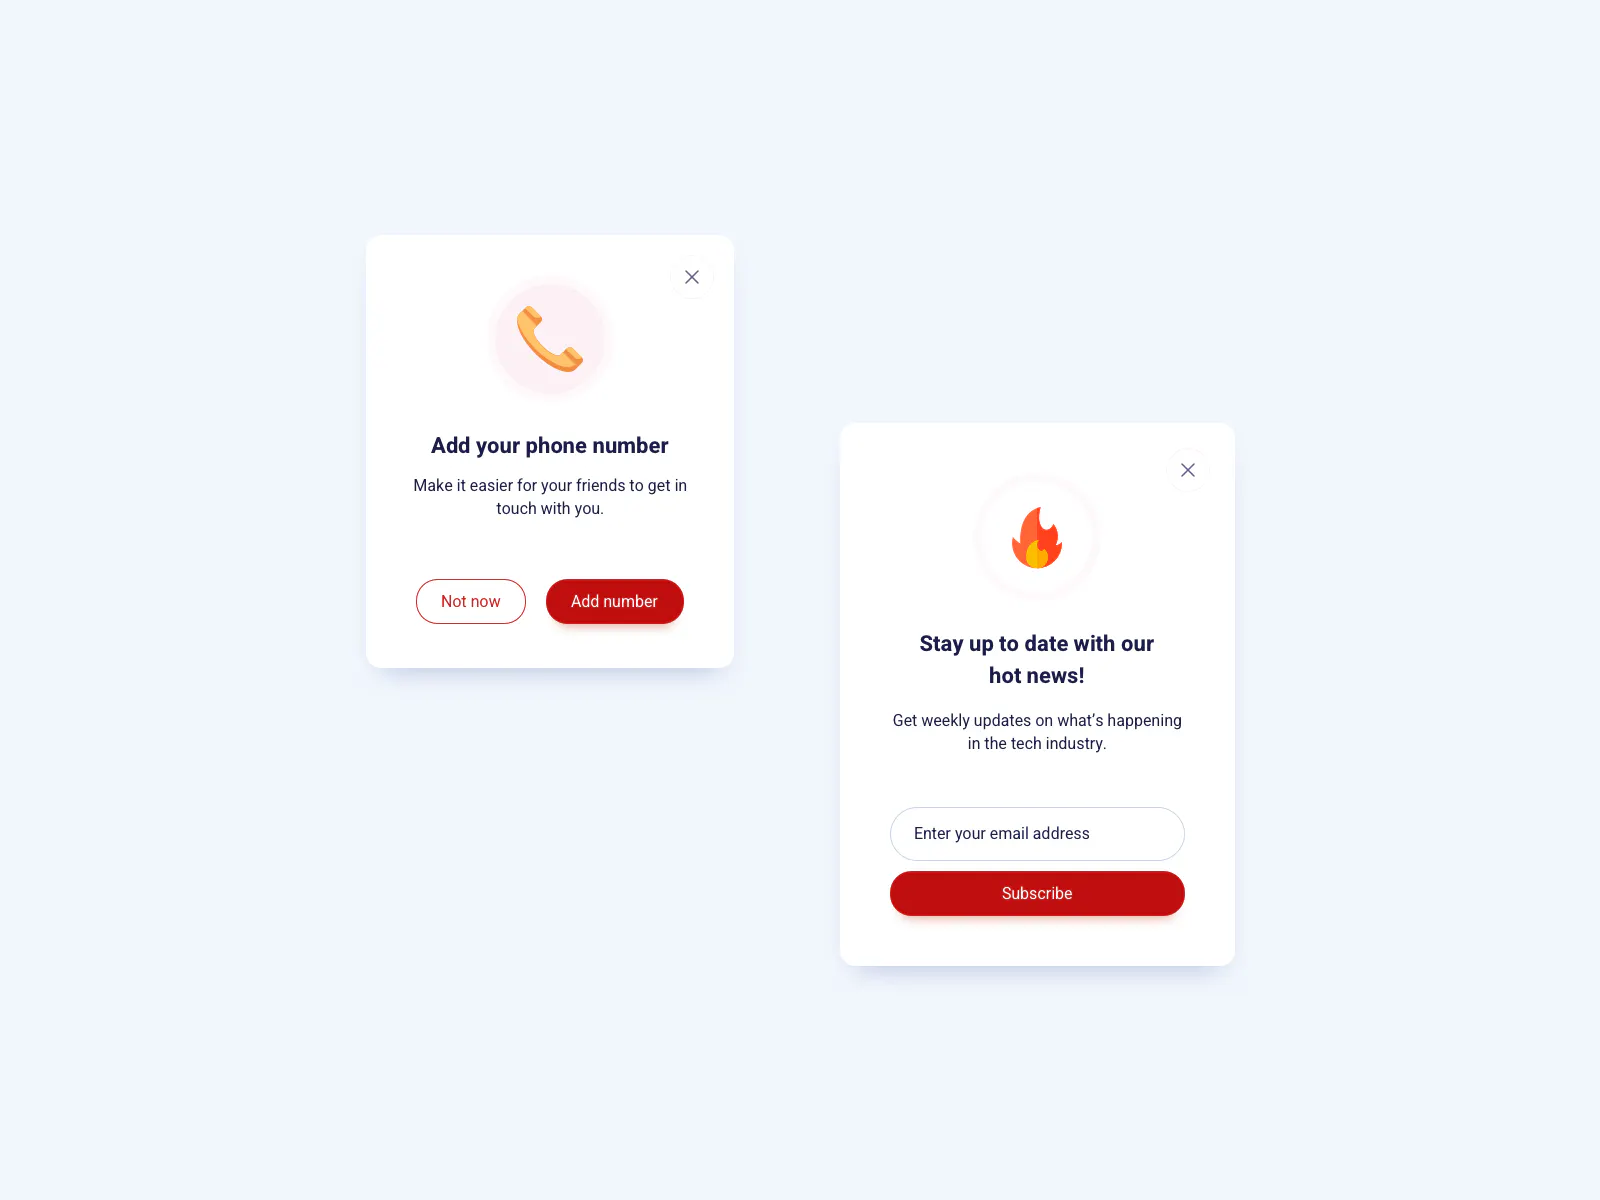 Add your phone number
Make it easier for your friends to get in
touch with you.
Not now
Add number
Stay up to date with our
hot news!
Get weekly updates on what’s happening
in the tech industry.
Enter your email address
Subscribe